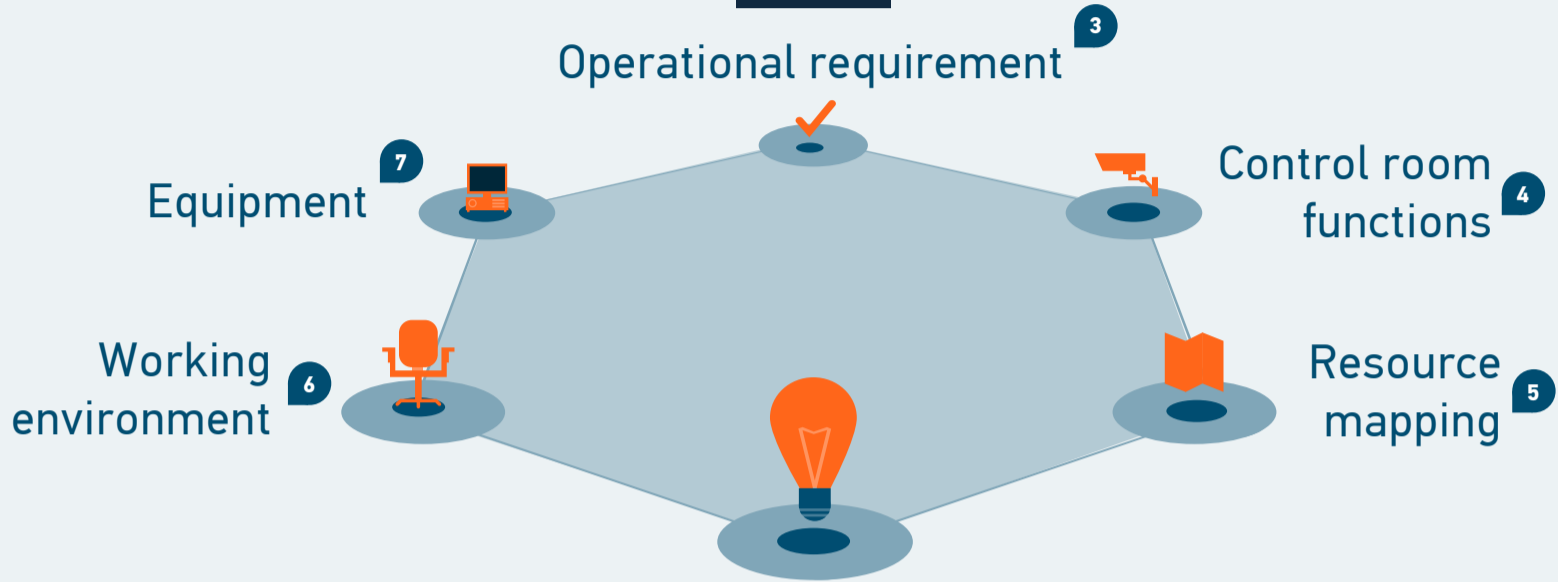 3
Operational requirement
7
Equipment
Control room
functions
4
Working
environment
6
Resource
mapping
5